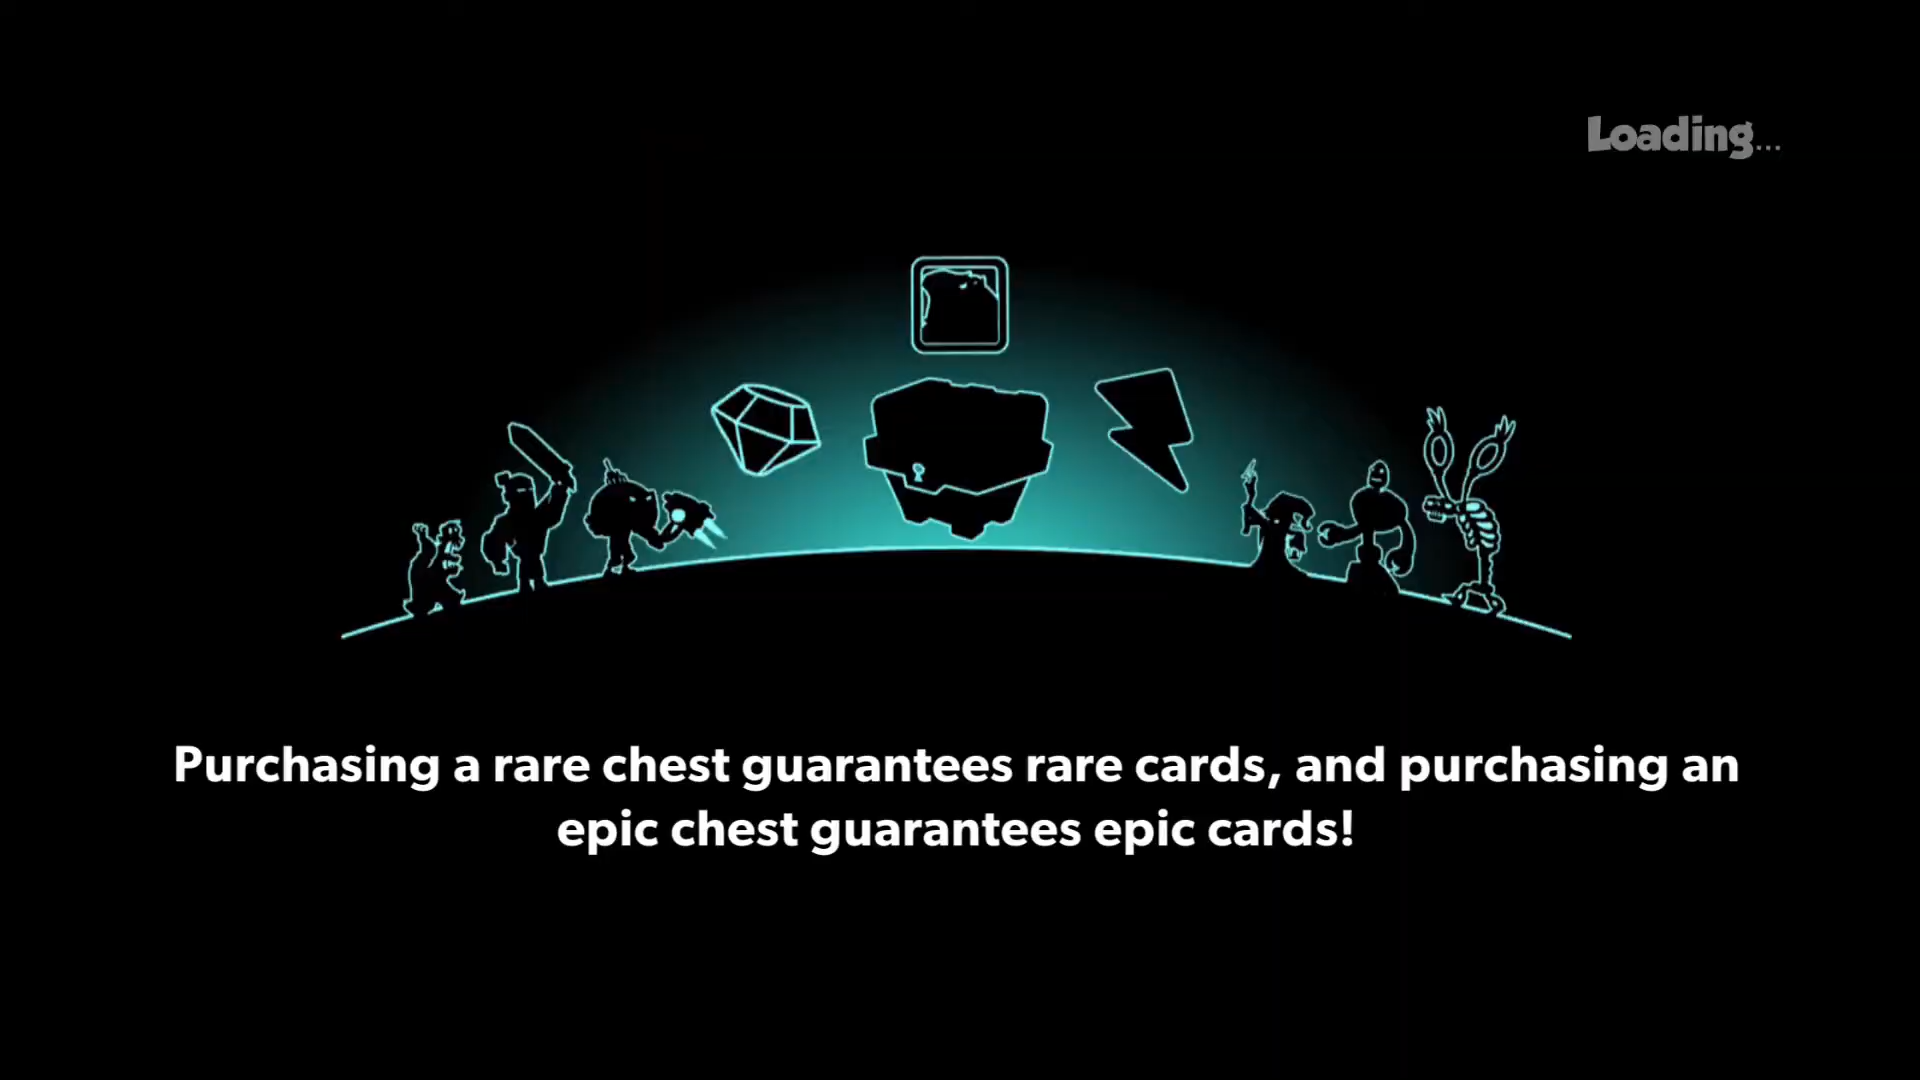 Loading...
Purchasing a rare chest guarantees rare cards, and purchasing an
epic chest guarantees epic cards!